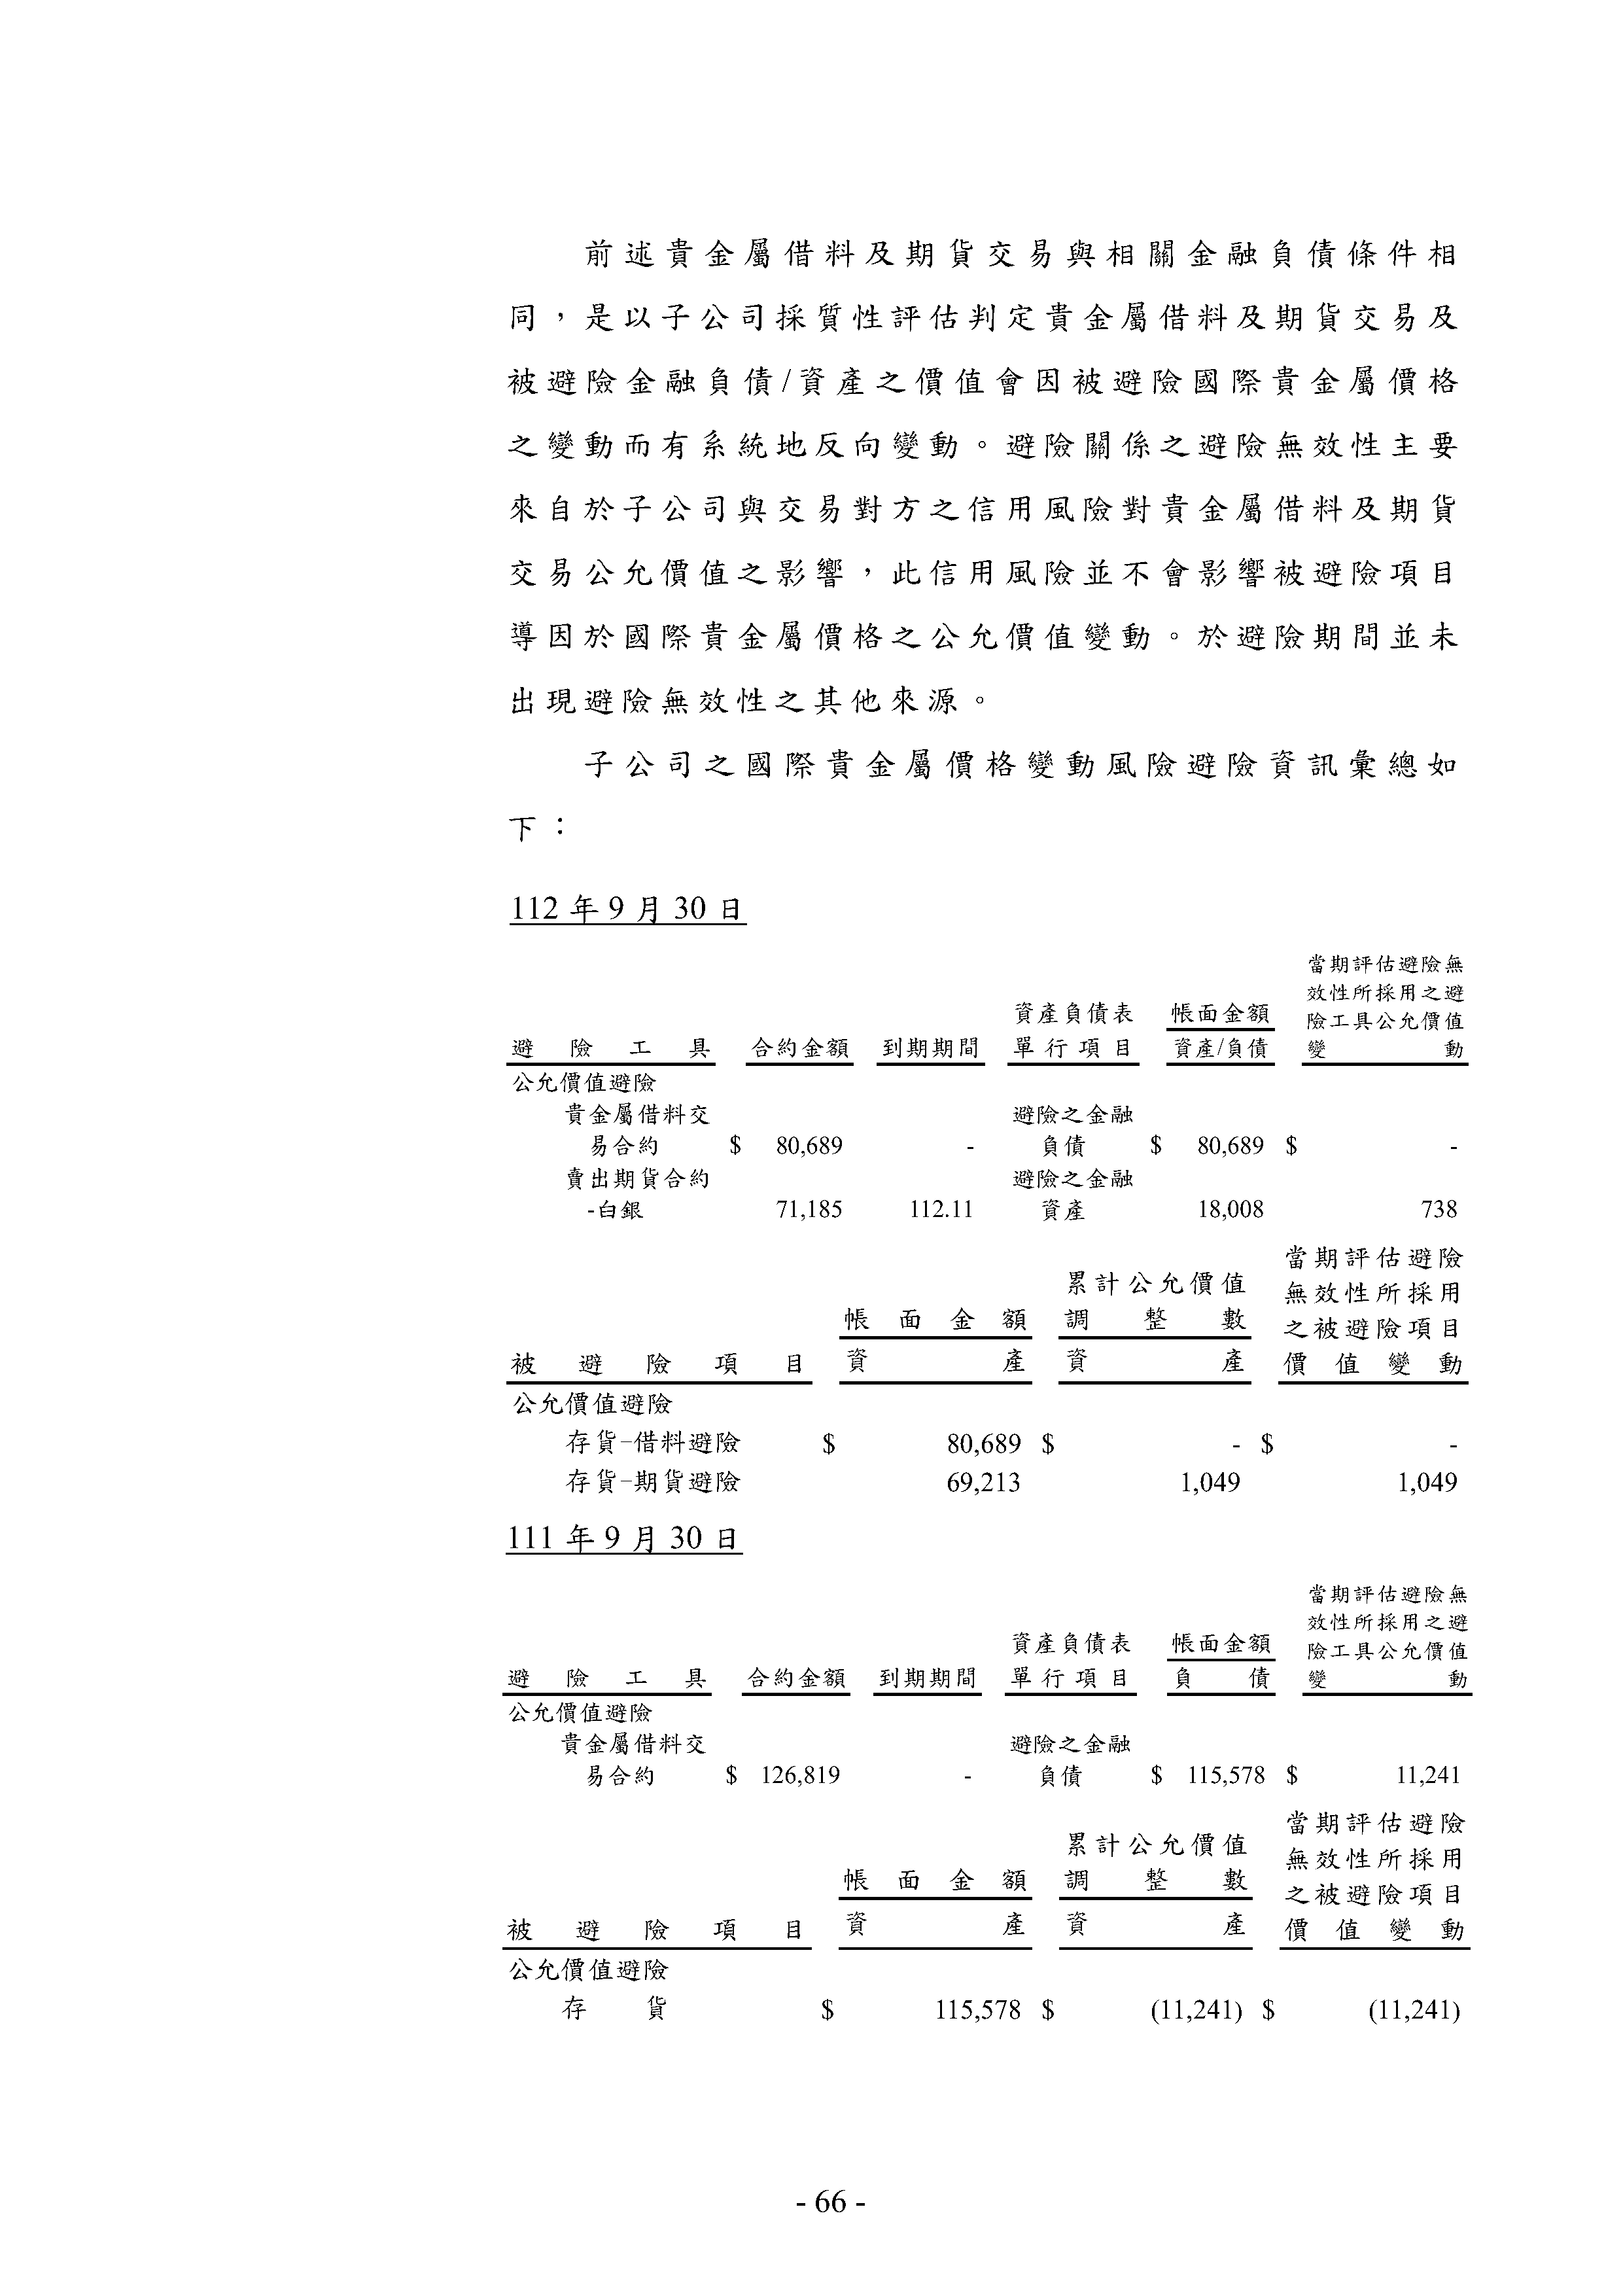 前述貴金屬借料及期貨交易與相關金融負債條件相
同，是以子公司採質性評估判定貴金屬借料及期貨交易及
被避險金融負債/資產之價值會因被避險國際貴金屬價格
之變動而有系統地反向變動。避險關係之避險無效性主要
來自於子公司與交易對方之信用風險對貴金屬借料及期貨
交易公允價值之影響，此信用風險並不會影響被避險項目
導因於國際貴金屬價格之公允價值變動。於避險期間並未
出現避險無效性之其他來源。
子公司之國際貴金屬價格變動風險避險資訊彙總如
下：
112 年 9 月 30 日
當期評估避險無
效性所採用之避
資產負債表 帳面金額 險工具公允價值
避險工具 合約金額 到期期間 單行項目 資產/負債 變動
公允價值避險
貴金屬借料交 避險之金融
易合約 $ 80,689 - 負債 $ 80,689 $ -
賣出期貨合約 避險之金融
-白銀 71,185 112.11 資產 18,008 738
當期評估避險
累計公允價值 無效性所採用
帳面金額 調整數 之被避險項目
被避險項目 資產 資產 價值變動
公允價值避險
存貨-借料避險 $ 80,689 $ - $ -
存貨-期貨避險 69,213 1,049 1,049
111 年 9 月 30 日
當期評估避險無
效性所採用之避
資產負債表 帳面金額 險工具公允價值
避險工具 合約金額 到期期間 單行項目 負債 變動
公允價值避險
貴金屬借料交 避險之金融
易合約 $ 126,819 - 負債 $ 115,578 $ 11,241
當期評估避險
累計公允價值 無效性所採用
帳面金額 調整數 之被避險項目
被避險項目 資產 資產 價值變動
公允價值避險
存貨 $ 115,578 $ (11,241) $ (11,241)
- 66 -